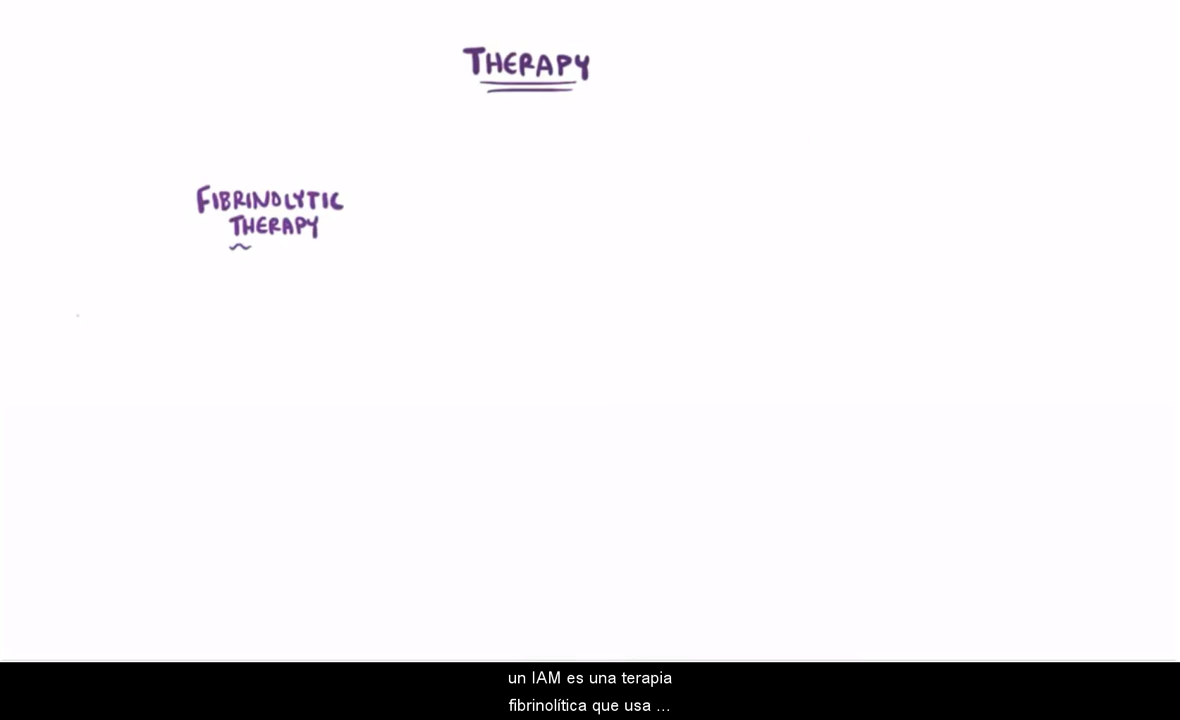 THERAPY
FIBRINOLYTIC
THERAPY
un IAM es una terapia
fibrinolítica que usa ...